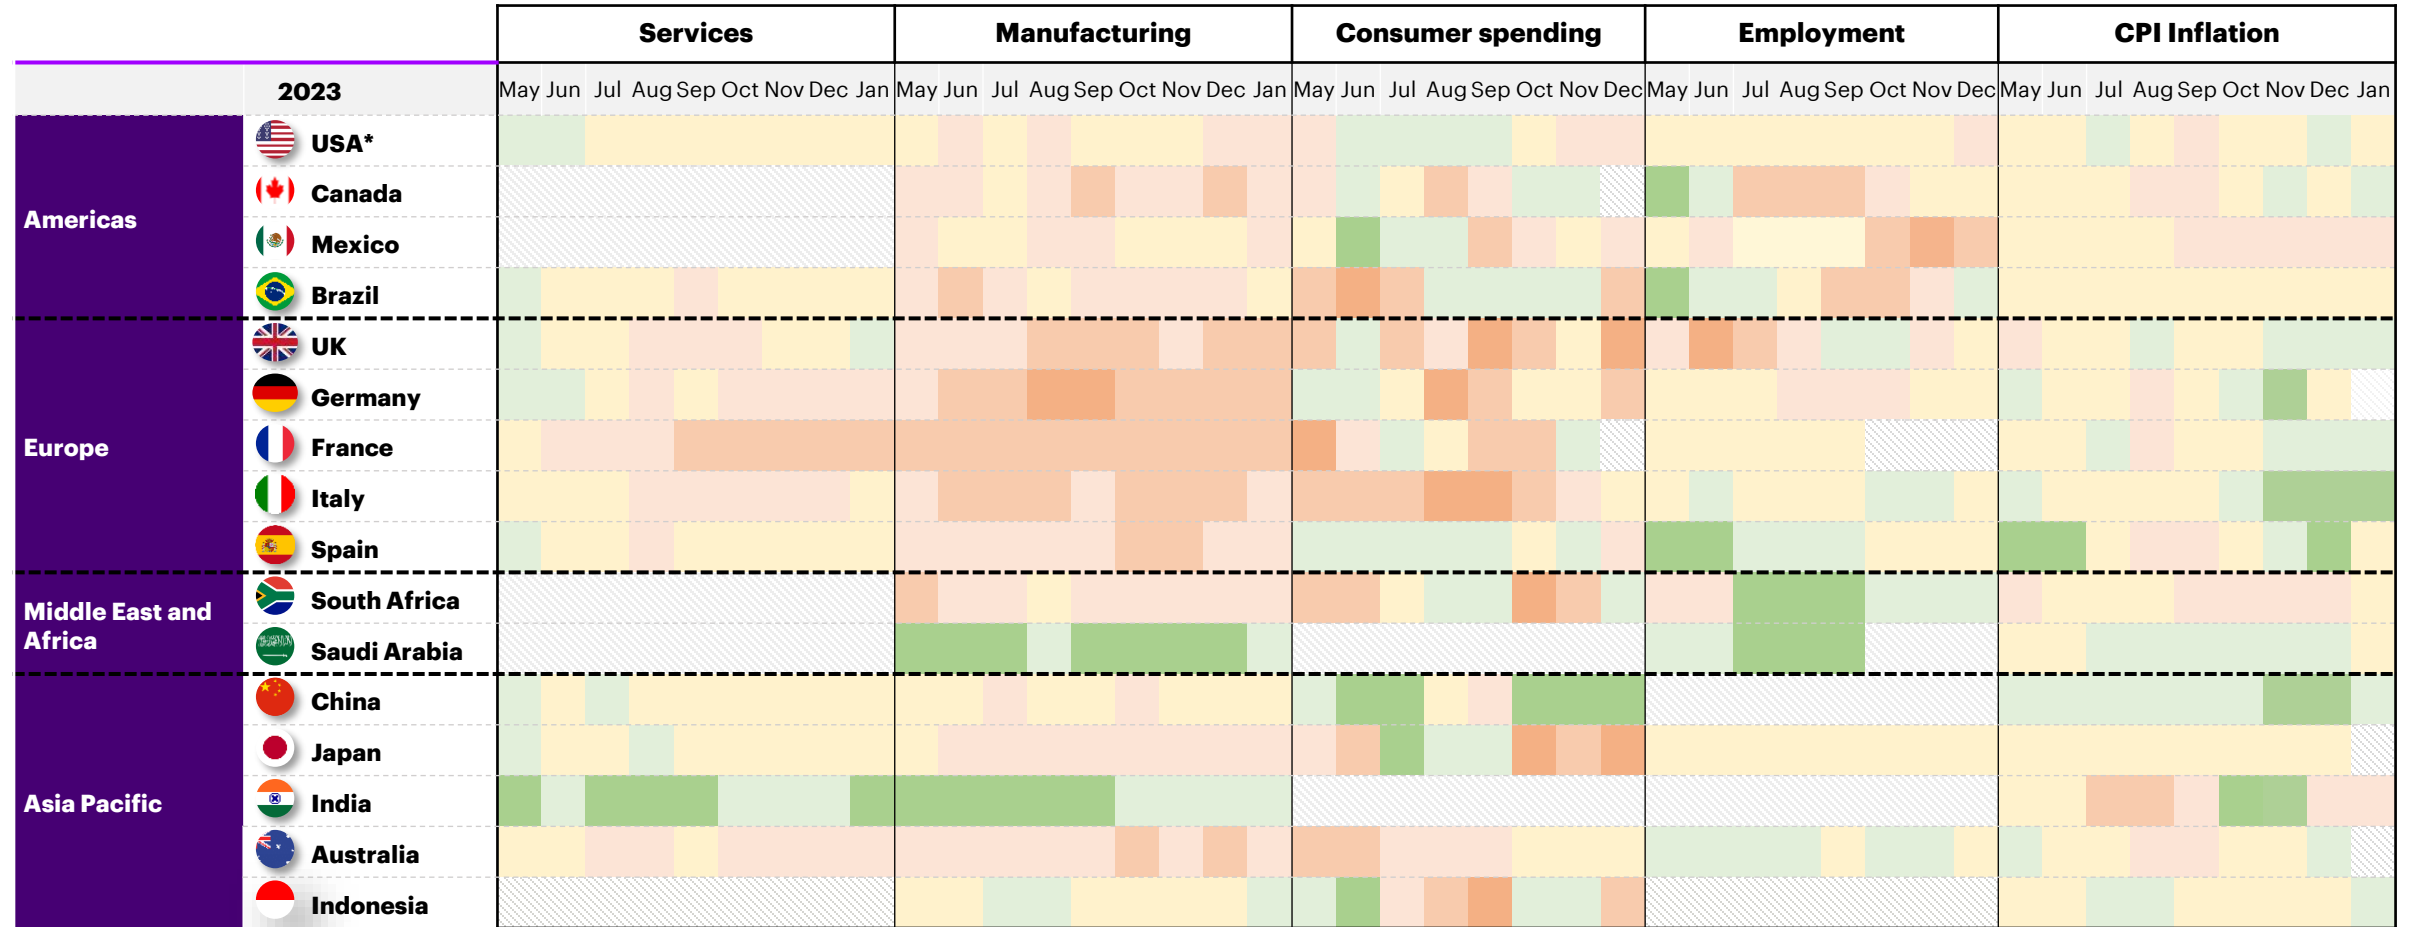 Services Manufacturing Consumer spending Employment CPI Inflation
2023 May Jun Jul Aug Sep Oct Nov Dec Jan May Jun Jul Aug Sep Oct Nov Dec Jan May Jun Jul Aug Sep Oct Nov Dec May Jun Jul Aug Sep Oct Nov Dec May Jun Jul Aug Sep Oct Nov Dec Jan
Americas
USA*
Canada
Mexico
Brazil
Europe
UK
Germany
France
Italy
Spain
Middle East and
Africa
South Africa
Saudi Arabia
Asia Pacific
China
Japan
India
Australia
Indonesia